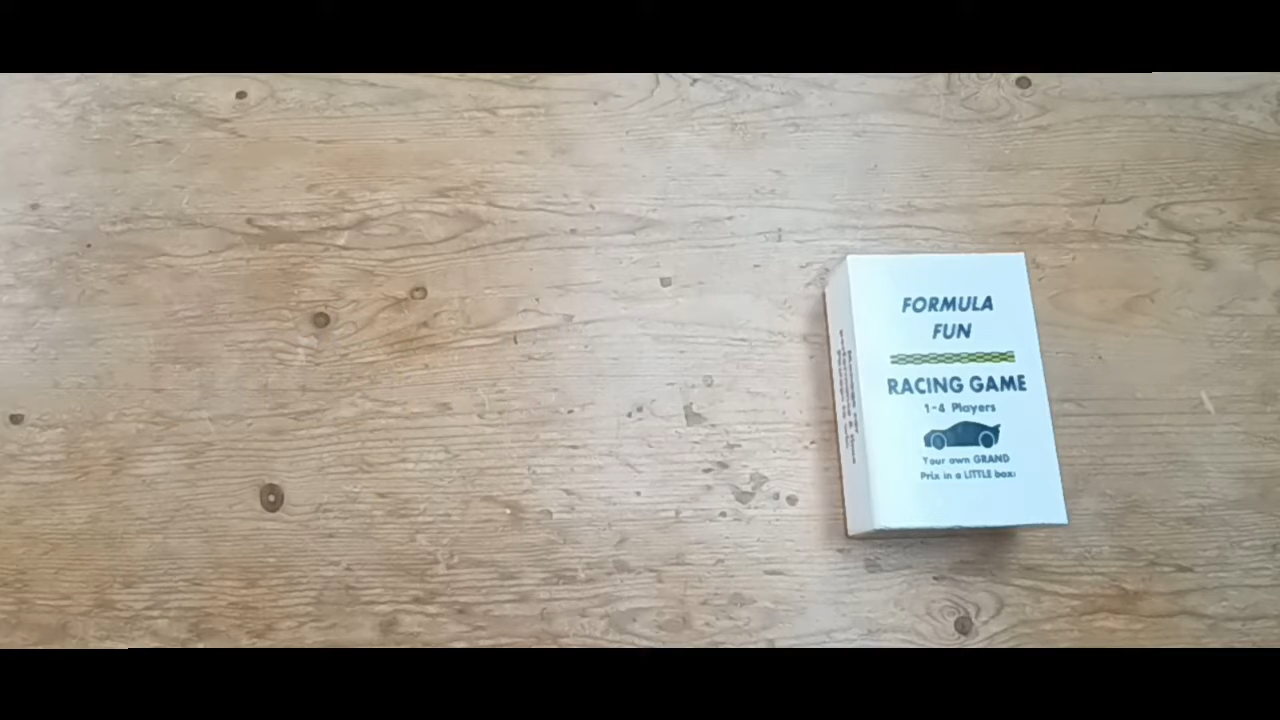 FORMULA
FUN
RACING GAME
1-4 Players
Your own GRAND
Prix in a LITTLE box!